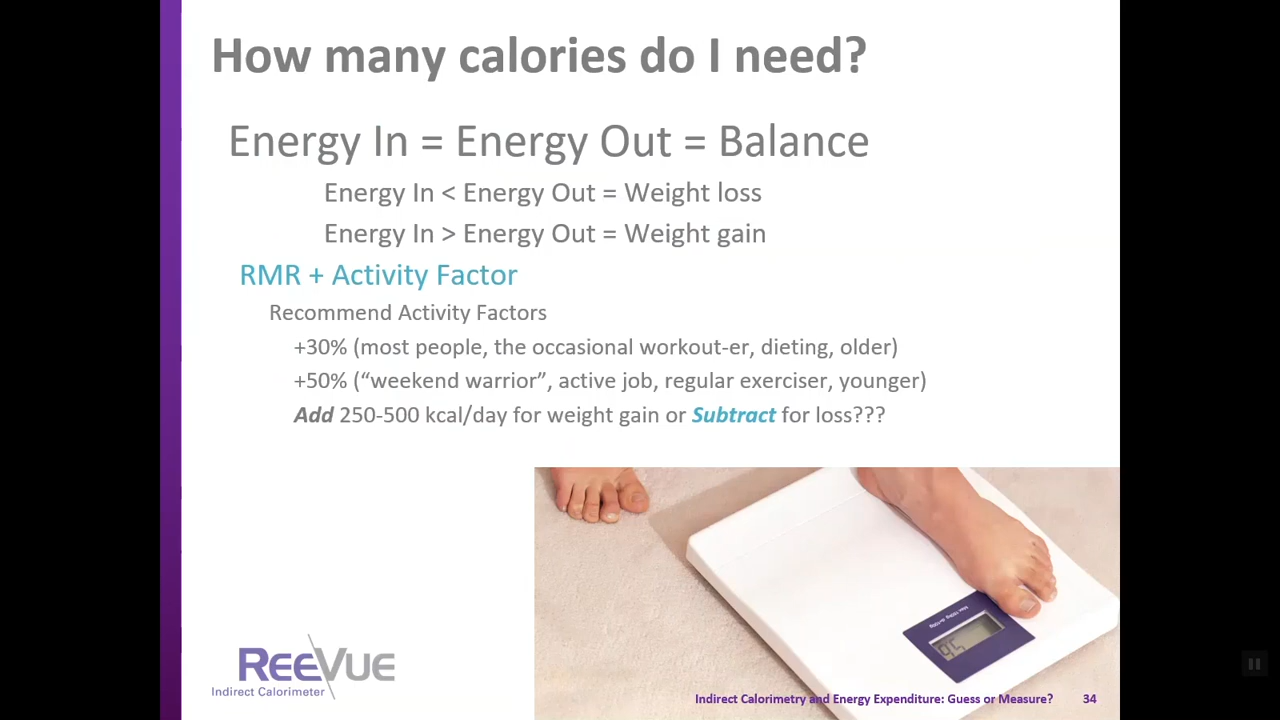 How many calories do I need?
Energy In = Energy Out = Balance
Energy In < Energy Out = Weight loss
Energy In > Energy Out = Weight gain
RMR + Activity Factor
Recommend Activity Factors
+30% (most people, the occasional workout-er, dieting, older)
+50% (“weekend warrior”, active job, regular exerciser, younger)
Add 250-500 kcal/day for weight gain or Subtract for loss???
REEVUE
Indirect Calorimeter
Indirect Calorimetry and Energy Expenditure: Guess or Measure? 34